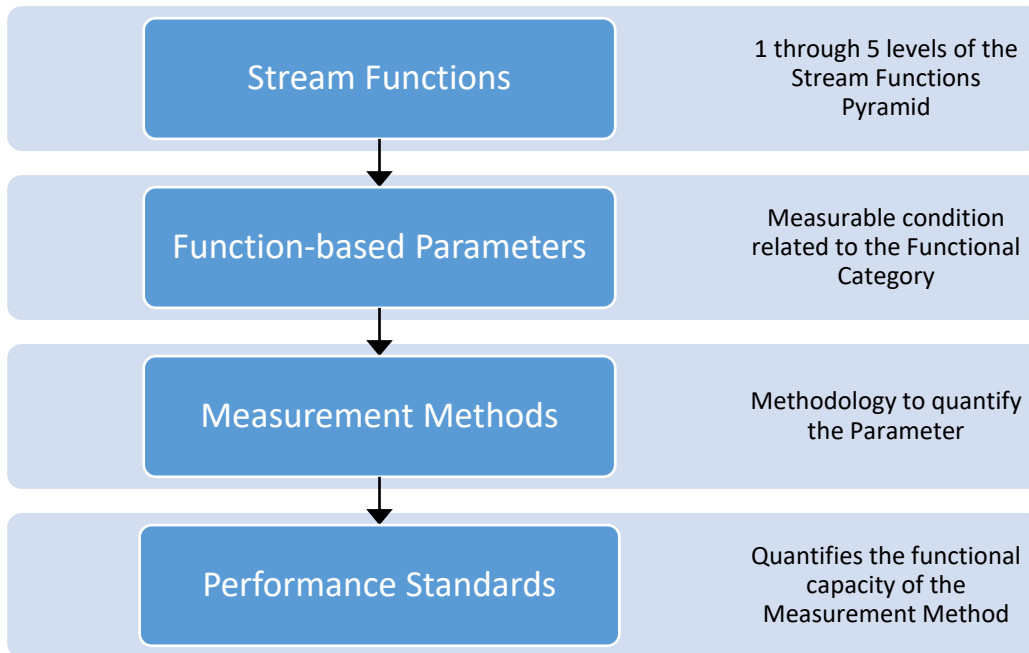 Stream Functions
1 through 5 levels of the
Stream Functions
Pyramid
Function-based Parameters
Measurable condition
related to the Functional
Category
Measurement Methods
Methodology to quantify
the Parameter
Performance Standards
Quantifies the functional
capacity of the
Measurement Method